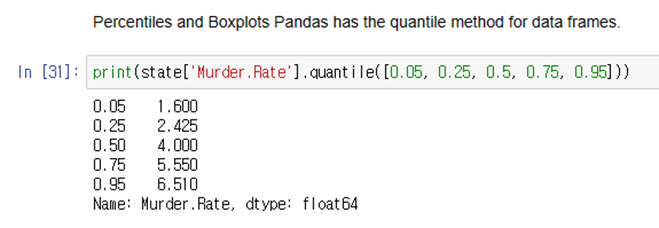 Percentiles and Boxplots Pandas has the quantile method for data frames.
In [31]: print(state['Murder.Rate'].quantile([0.05, 0.25, 0.5, 0.75, 0.95]))
0.05    1.600
0.25    2.425
0.50    4.000
0.75    5.550
0.95    6.510
Name: Murder.Rate, dtype: float64